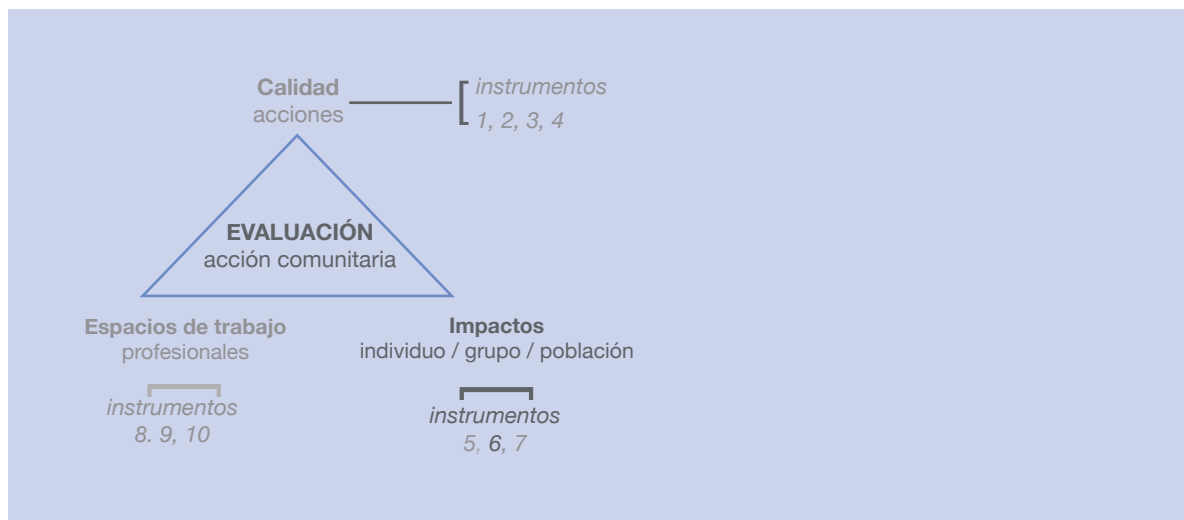 Calidad
acciones
instrumentos
1, 2, 3, 4
EVALUACIÓN
acción comunitaria
Espacios de trabajo
profesionales
instrumentos
8. 9, 10
Impactos
individuo / grupo / población
instrumentos
5, 6, 7